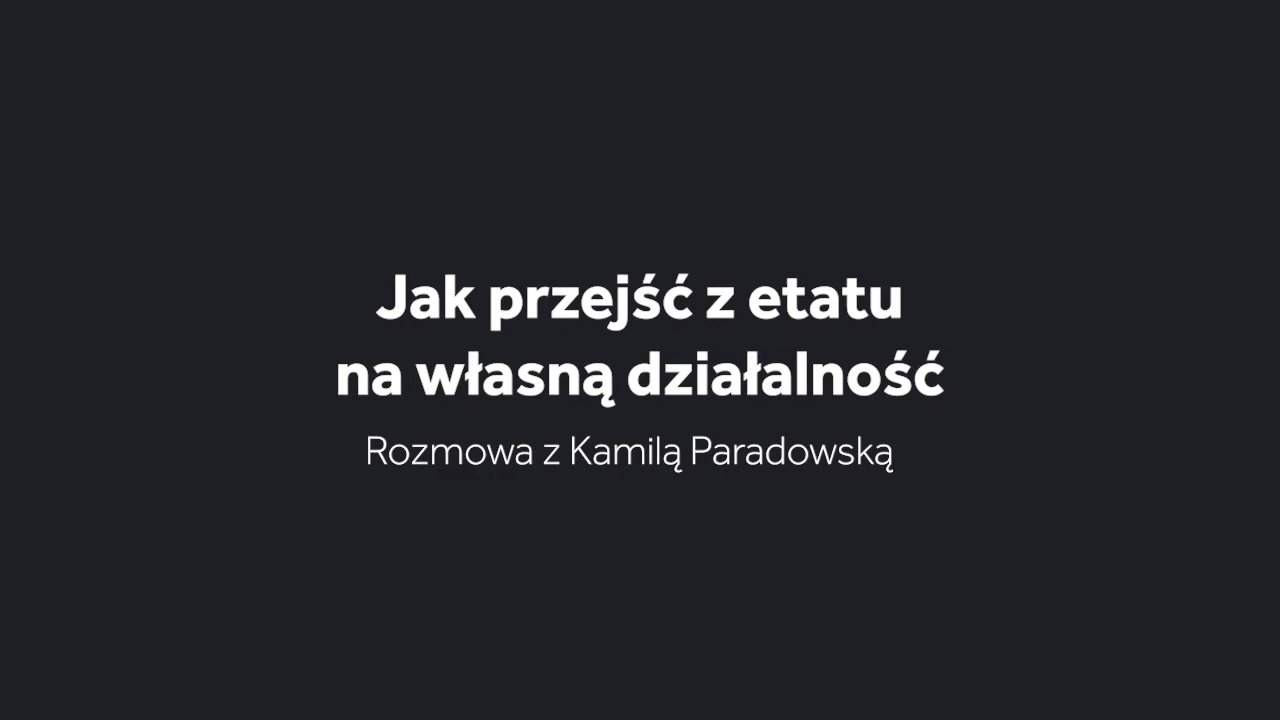 Jak przejść z etatu
na własną działalność
Rozmowa z Kamilą Paradowską